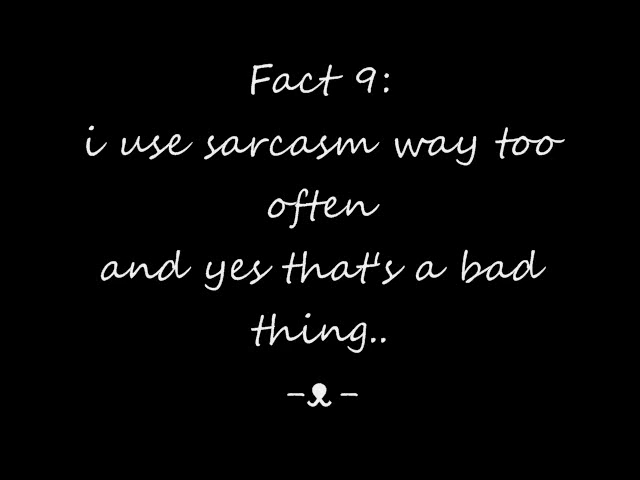 Fact 9:
i use sarcasm way too
often
and yes that's a bad
thing..
-ᴥ-